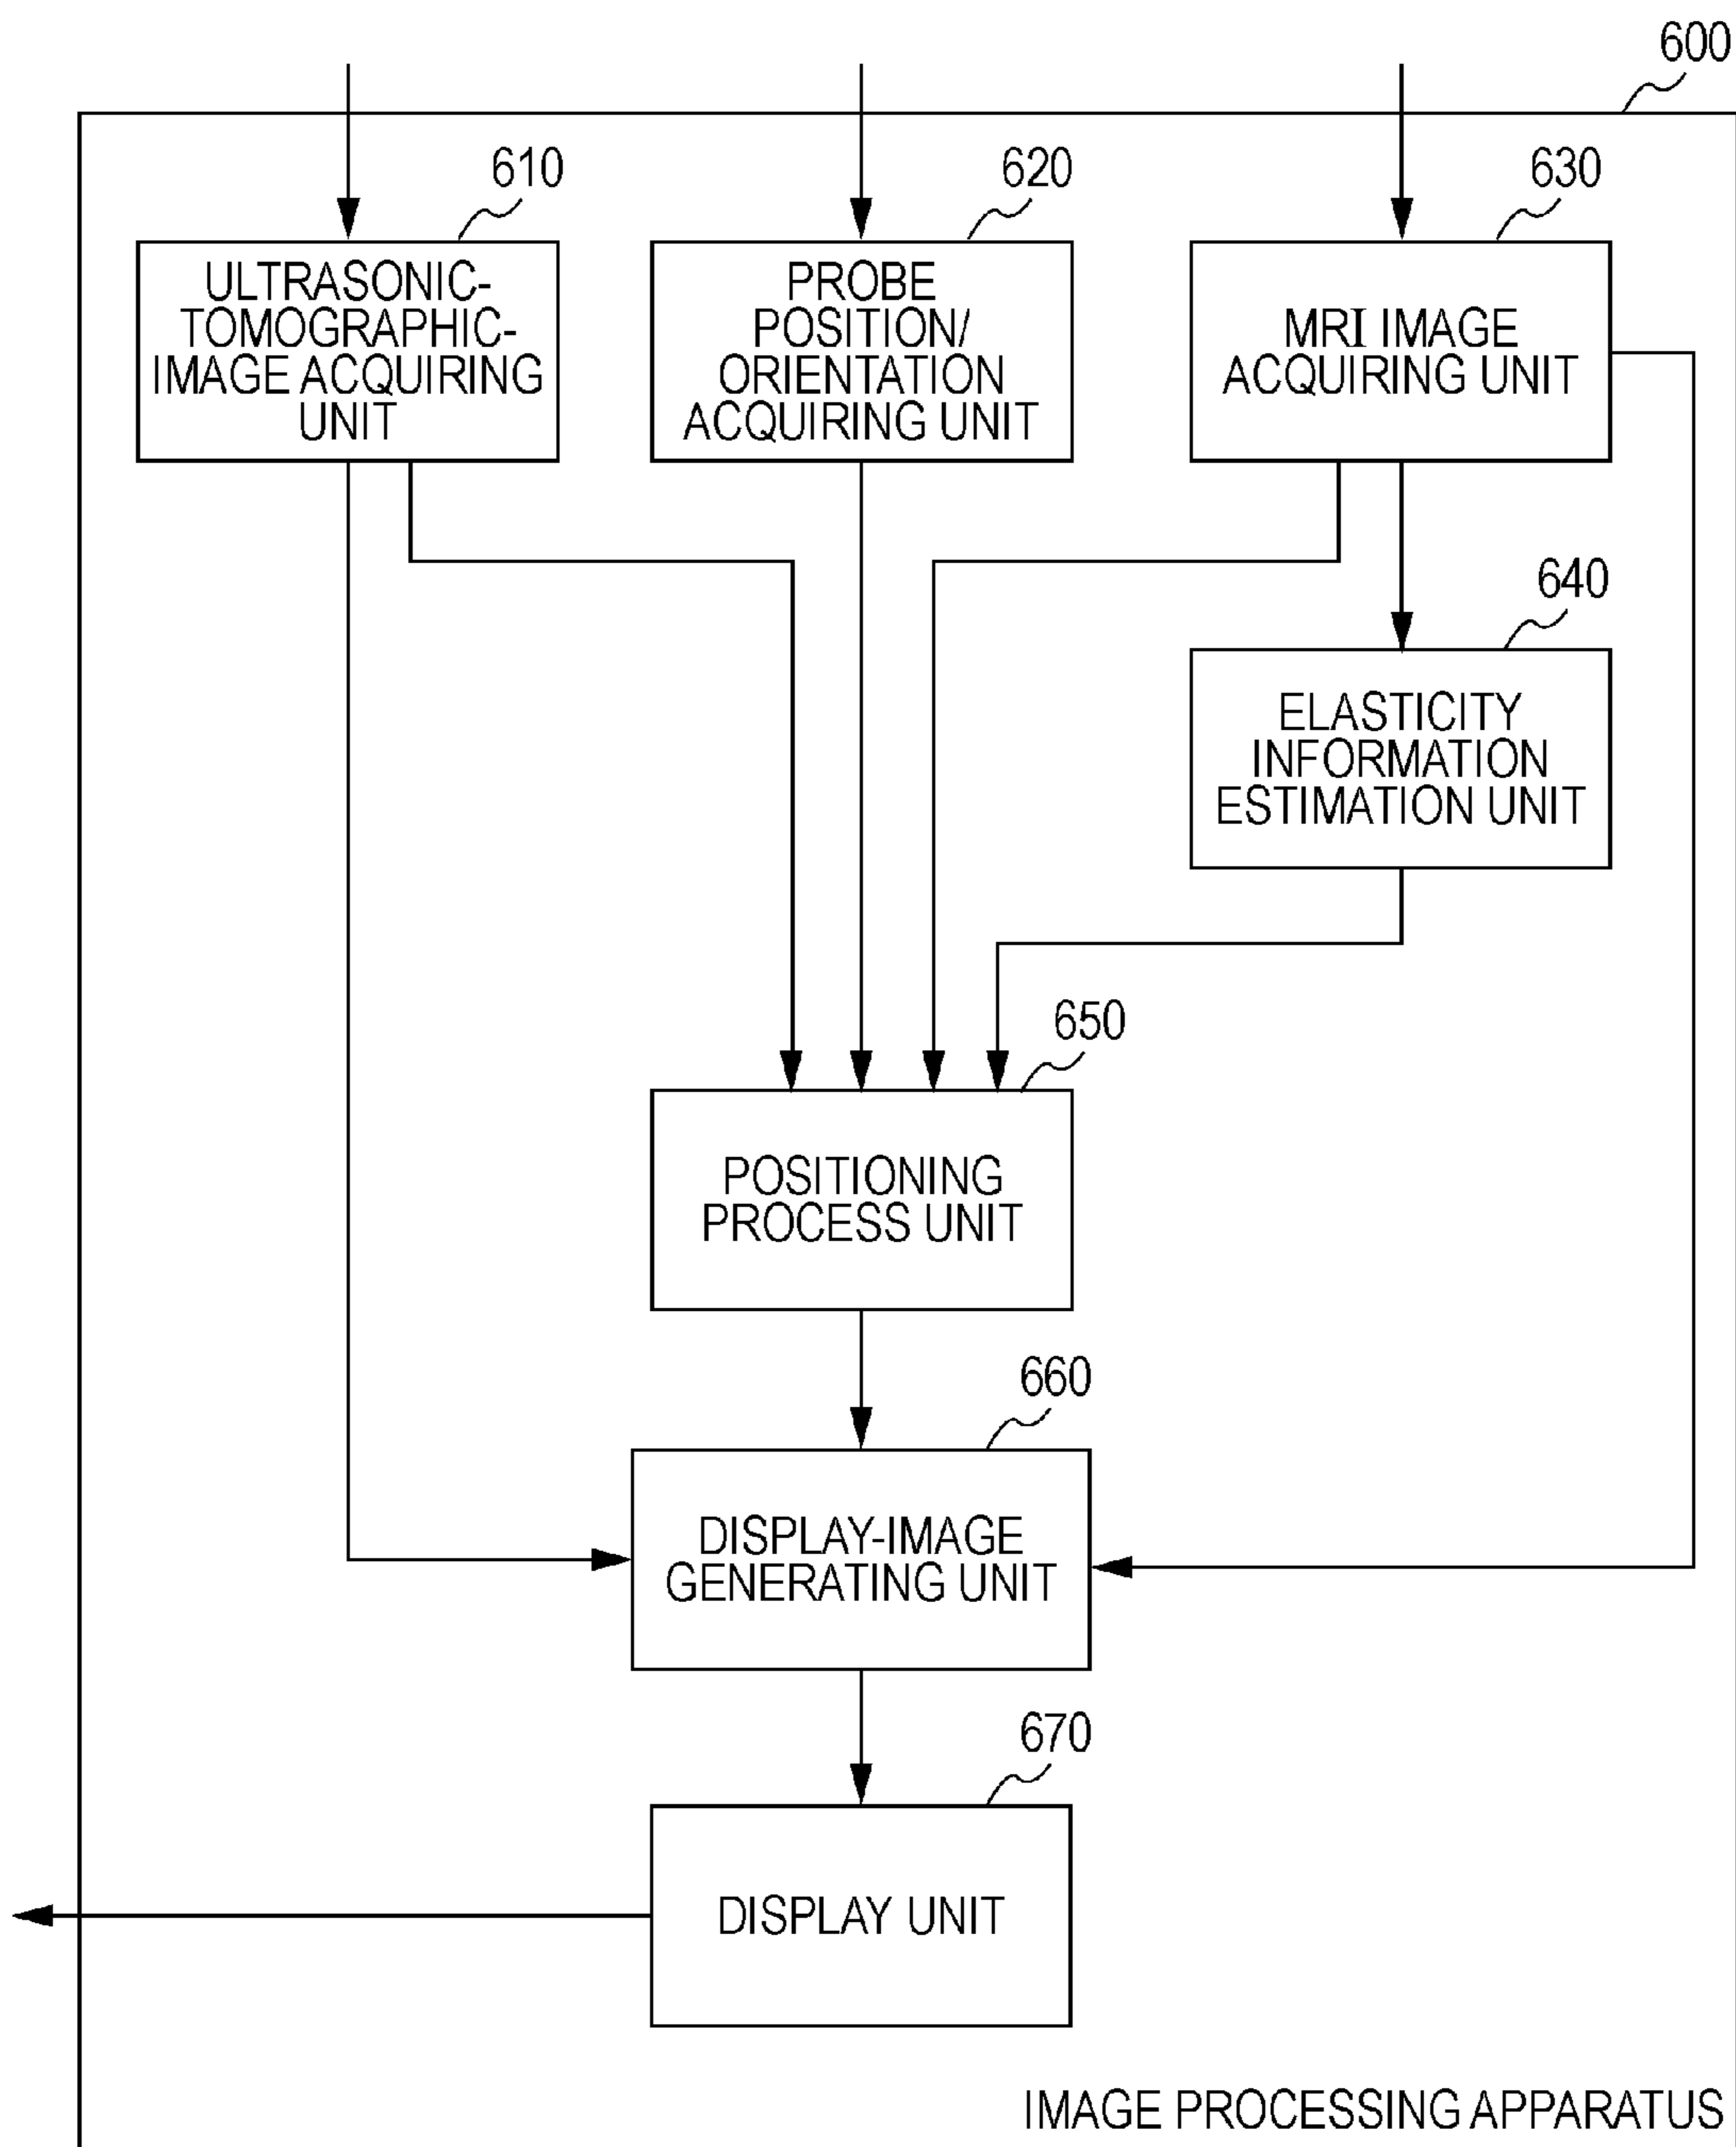 600
610
620
630
ULTRASONIC-
TOMOGRAPHIC-
IMAGE ACQUIRING
UNIT
PROBE
POSITION/
ORIENTATION
ACQUIRING UNIT
MRI IMAGE
ACQUIRING UNIT
640
ELASTICITY
INFORMATION
ESTIMATION UNIT
650
POSITIONING
PROCESS UNIT
660
DISPLAY-IMAGE
GENERATING UNIT
670
DISPLAY UNIT
IMAGE PROCESSING APPARATUS